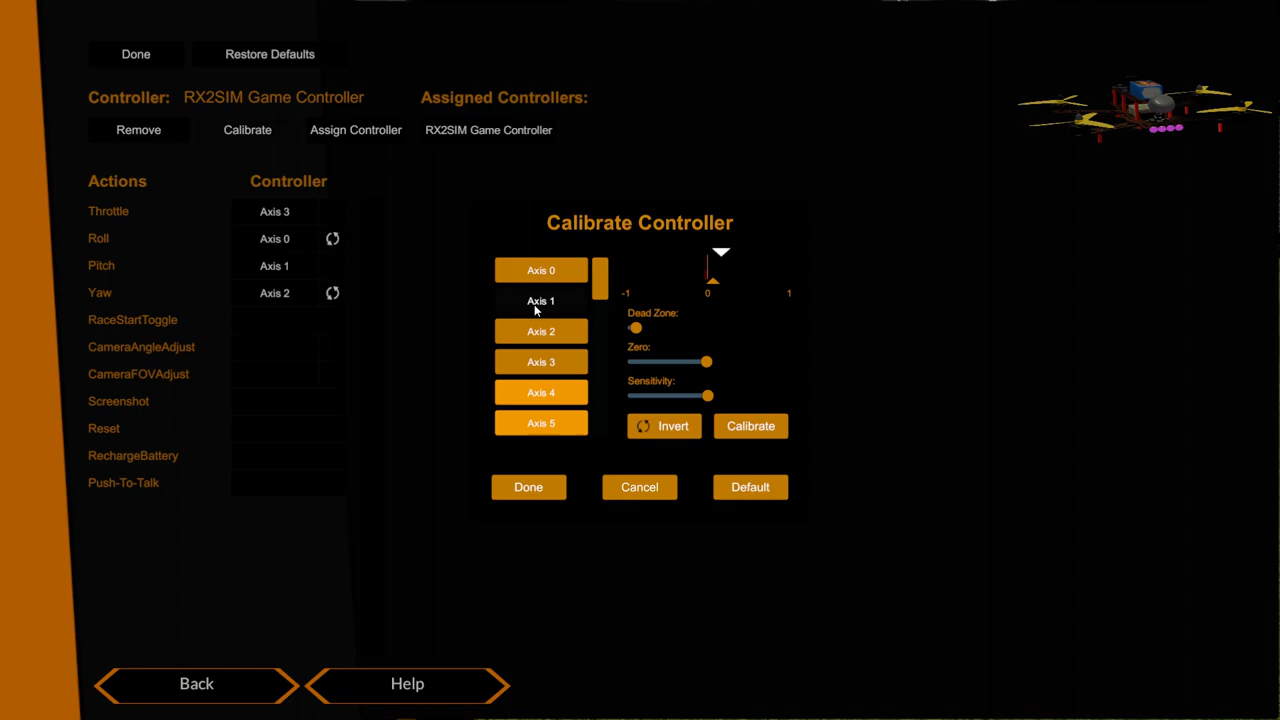 Done Restore Defaults
Controller: RX2SIM Game Controller Assigned Controllers:
Remove Calibrate Assign Controller RX2SIM Game Controller
Actions Controller
Throttle Axis 3
Roll Axis 0
Pitch Axis 1
Yaw Axis 2
RaceStartToggle
CameraAngleAdjust
CameraFOVAdjust
Screenshot
Reset
RechargeBattery
Push-To-Talk
Calibrate Controller
Axis 0
Axis 1
Axis 2
Axis 3
Axis 4
Axis 5
-1 0 1
Dead Zone:
Zero:
Sensitivity:
Invert Calibrate
Done Cancel Default
Back Help